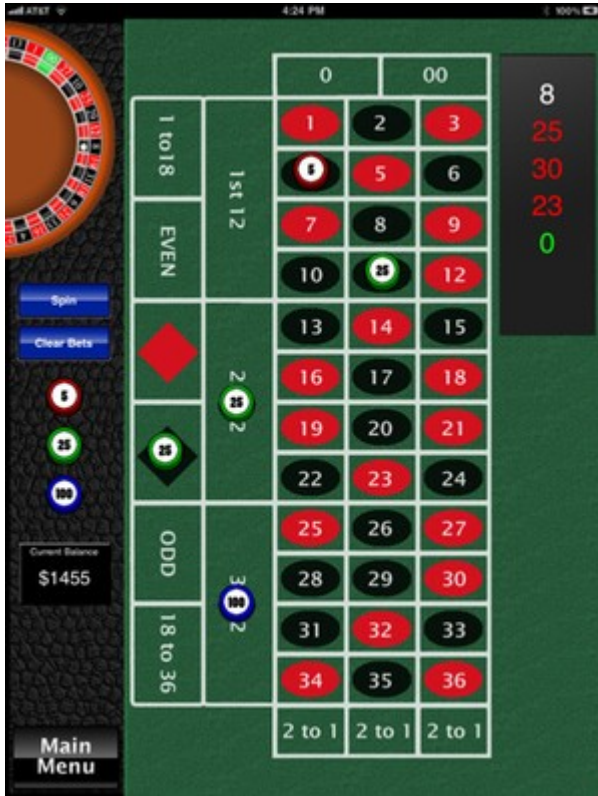 AT&T 4:24 PM 100%
0 00
8
25
30
23
0
1 to18
EVEN
ODD
18 to 36
1st 12
2 25 2
3 100 2
25
1 2 3
5 5 6
7 8 9
10 25 12
13 14 15
16 17 18
19 20 21
22 23 24
25 26 27
28 29 30
31 32 33
34 35 36
2 to 1 2 to 1 2 to 1
Spin
Clear Bets
5
25
100
Current Balance
$1455
Main
Menu